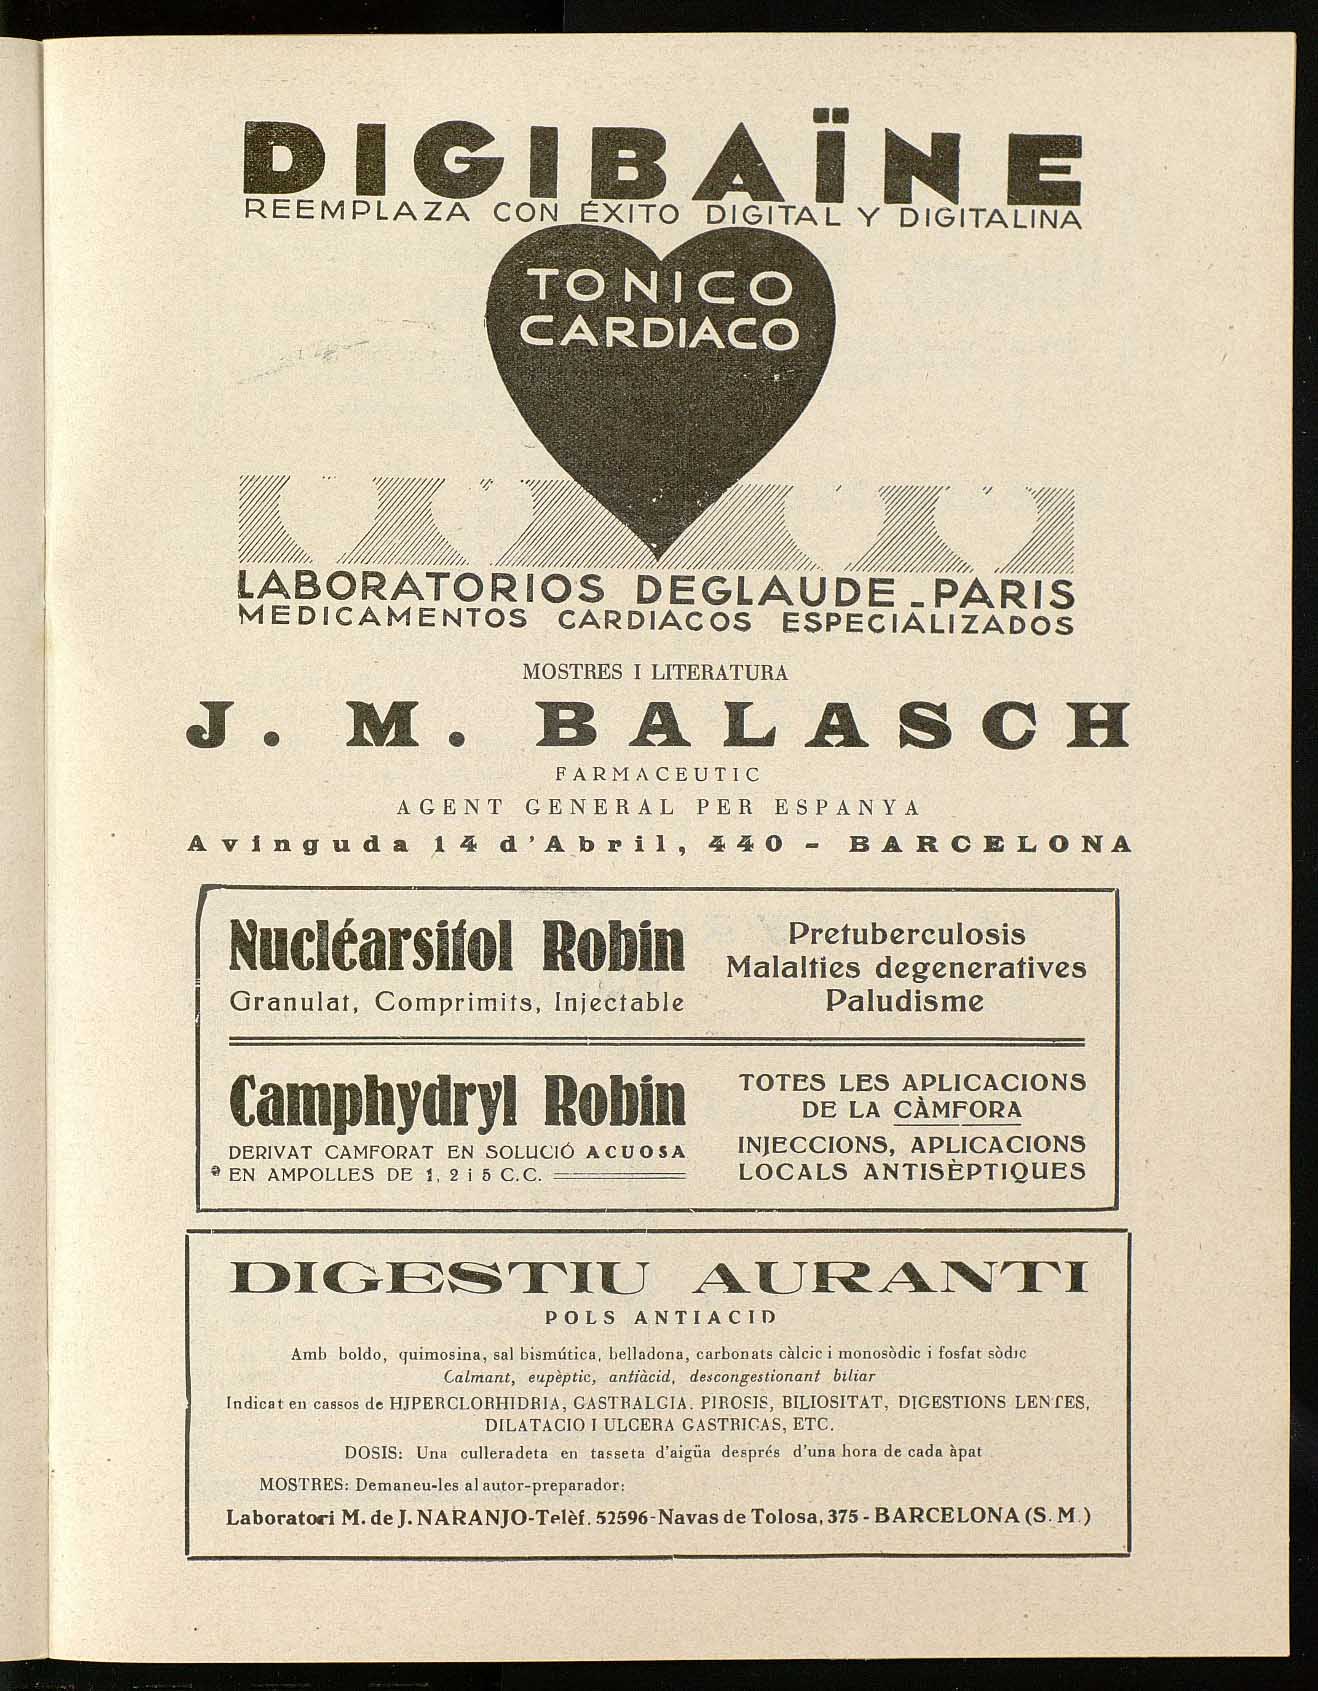 DIGIBAÏNE
REEMPLAZA CON ÉXITO DIGITAL Y DIGITALINA
TONICO
CARDIACO
LABORATORIOS DEGLAUDE - PARIS
MEDICAMENTOS CARDIACOS ESPECIALIZADOS
MOSTRES I LITERATURA
J. M. BALASCH
FARMACEUTIC
AGENT GENERAL PER ESPANYA
Avinguda 14 d'Abril, 440 - BARCELONA
Nucléarsitol Robin
Granulat, Comprimits, Injectable
Pretuberculosis
Malalties degeneratives
Paludisme
Camphydryl Robin
DERIVAT CAMFORAT EN SOLUCIÓ ACUOSA
EN AMPOLLES DE 1, 2 i 5 C.C.
TOTES LES APLICACIONS
DE LA CÀMFORA
INJECCIONS, APLICACIONS
LOCALS ANTISÈPTIQUES
DIGESTIU AURANTI
POLS ANTIACID
Amb boldo, quimosina, sal bismútica, belladona, carbonats càlcic i monosòdic i fosfat sòdic
Calmant, eupèptic, antiàcid, descongestionant biliar
Indicat en cassos de HIPERCLORHIDRIA, GASTRALGIA. PIROSIS, BILIOSITAT, DIGESTIONS LENTES,
DILATACIO I ULCERA GASTRICAS, ETC.
DOSIS: Una culleradeta en tasseta d'aigüa després d'una hora de cada àpat
MOSTRES: Demaneu-les al autor-preparador:
Laboratori M. de J. NARANJO-Telèf. 52596-Navas de Tolosa, 375 - BARCELONA (S. M.)